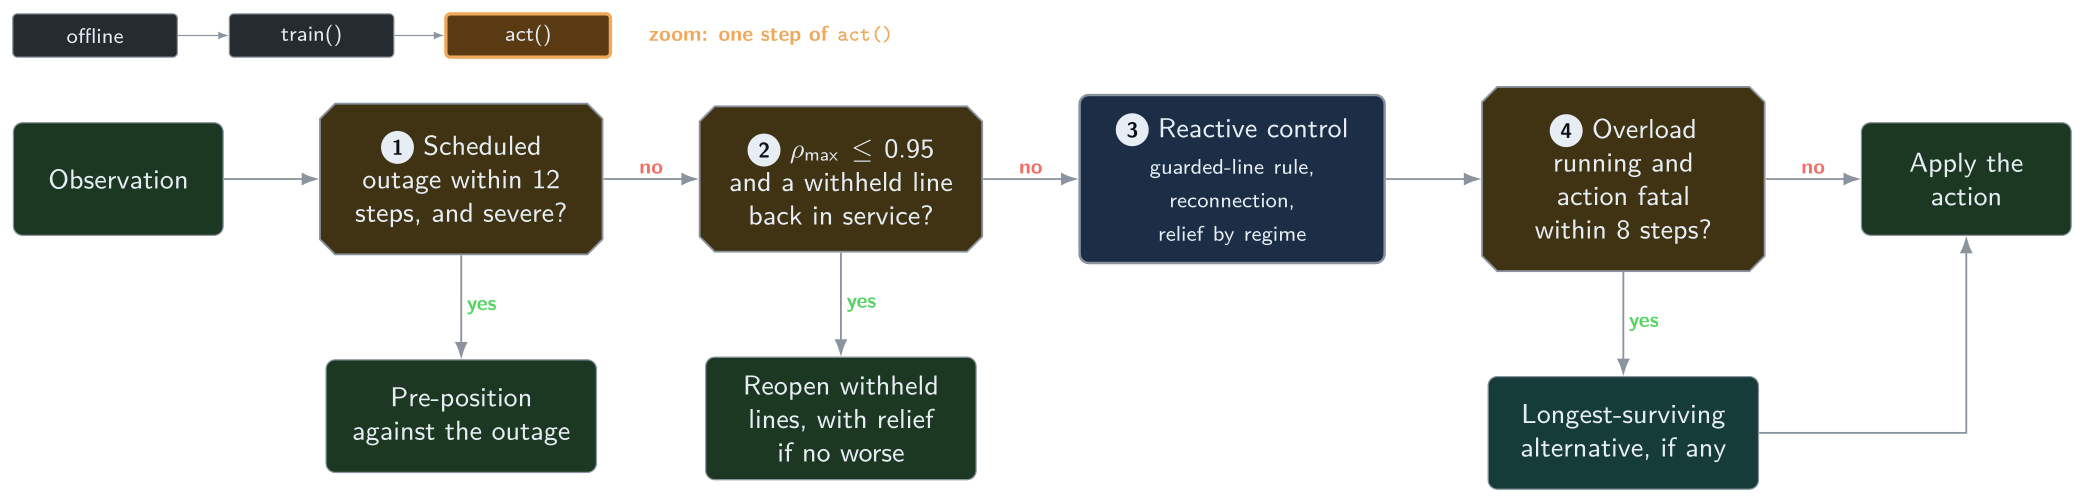 offline
train()
act()
zoom: one step of act()
Observation
1 Scheduled
outage within 12
steps, and severe?
no
yes
Pre-position
against the outage
2 ρmax ≤ 0.95
and a withheld line
back in service?
no
yes
Reopen withheld
lines, with relief
if no worse
3 Reactive control
guarded-line rule,
reconnection,
relief by regime
4 Overload
running and
action fatal
within 8 steps?
no
yes
Longest-surviving
alternative, if any
Apply the
action